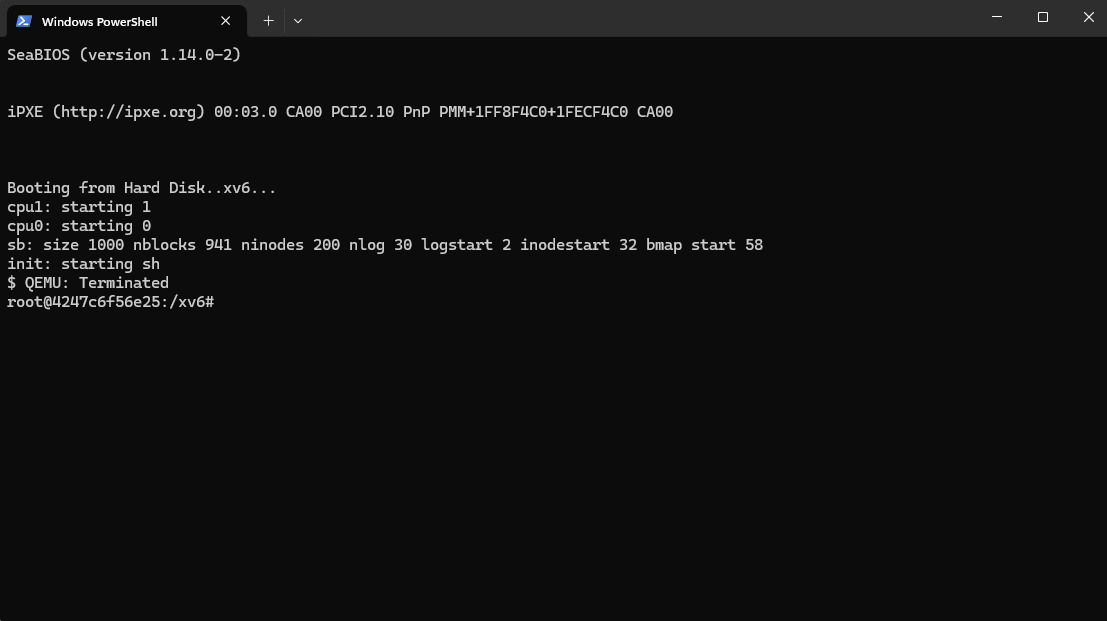 Windows PowerShell
SeaBIOS (version 1.14.0-2)
iPXE (http://ipxe.org) 00:03.0 CA00 PCI2.10 PnP PMM+1FF8F4C0+1FECF4C0 CA00
Booting from Hard Disk..xv6...
cpu1: starting 1
cpu0: starting 0
sb: size 1000 nblocks 941 ninodes 200 nlog 30 logstart 2 inodestart 32 bmap start 58
init: starting sh
$ QEMU: Terminated
root@4247c6f56e25:/xv6#